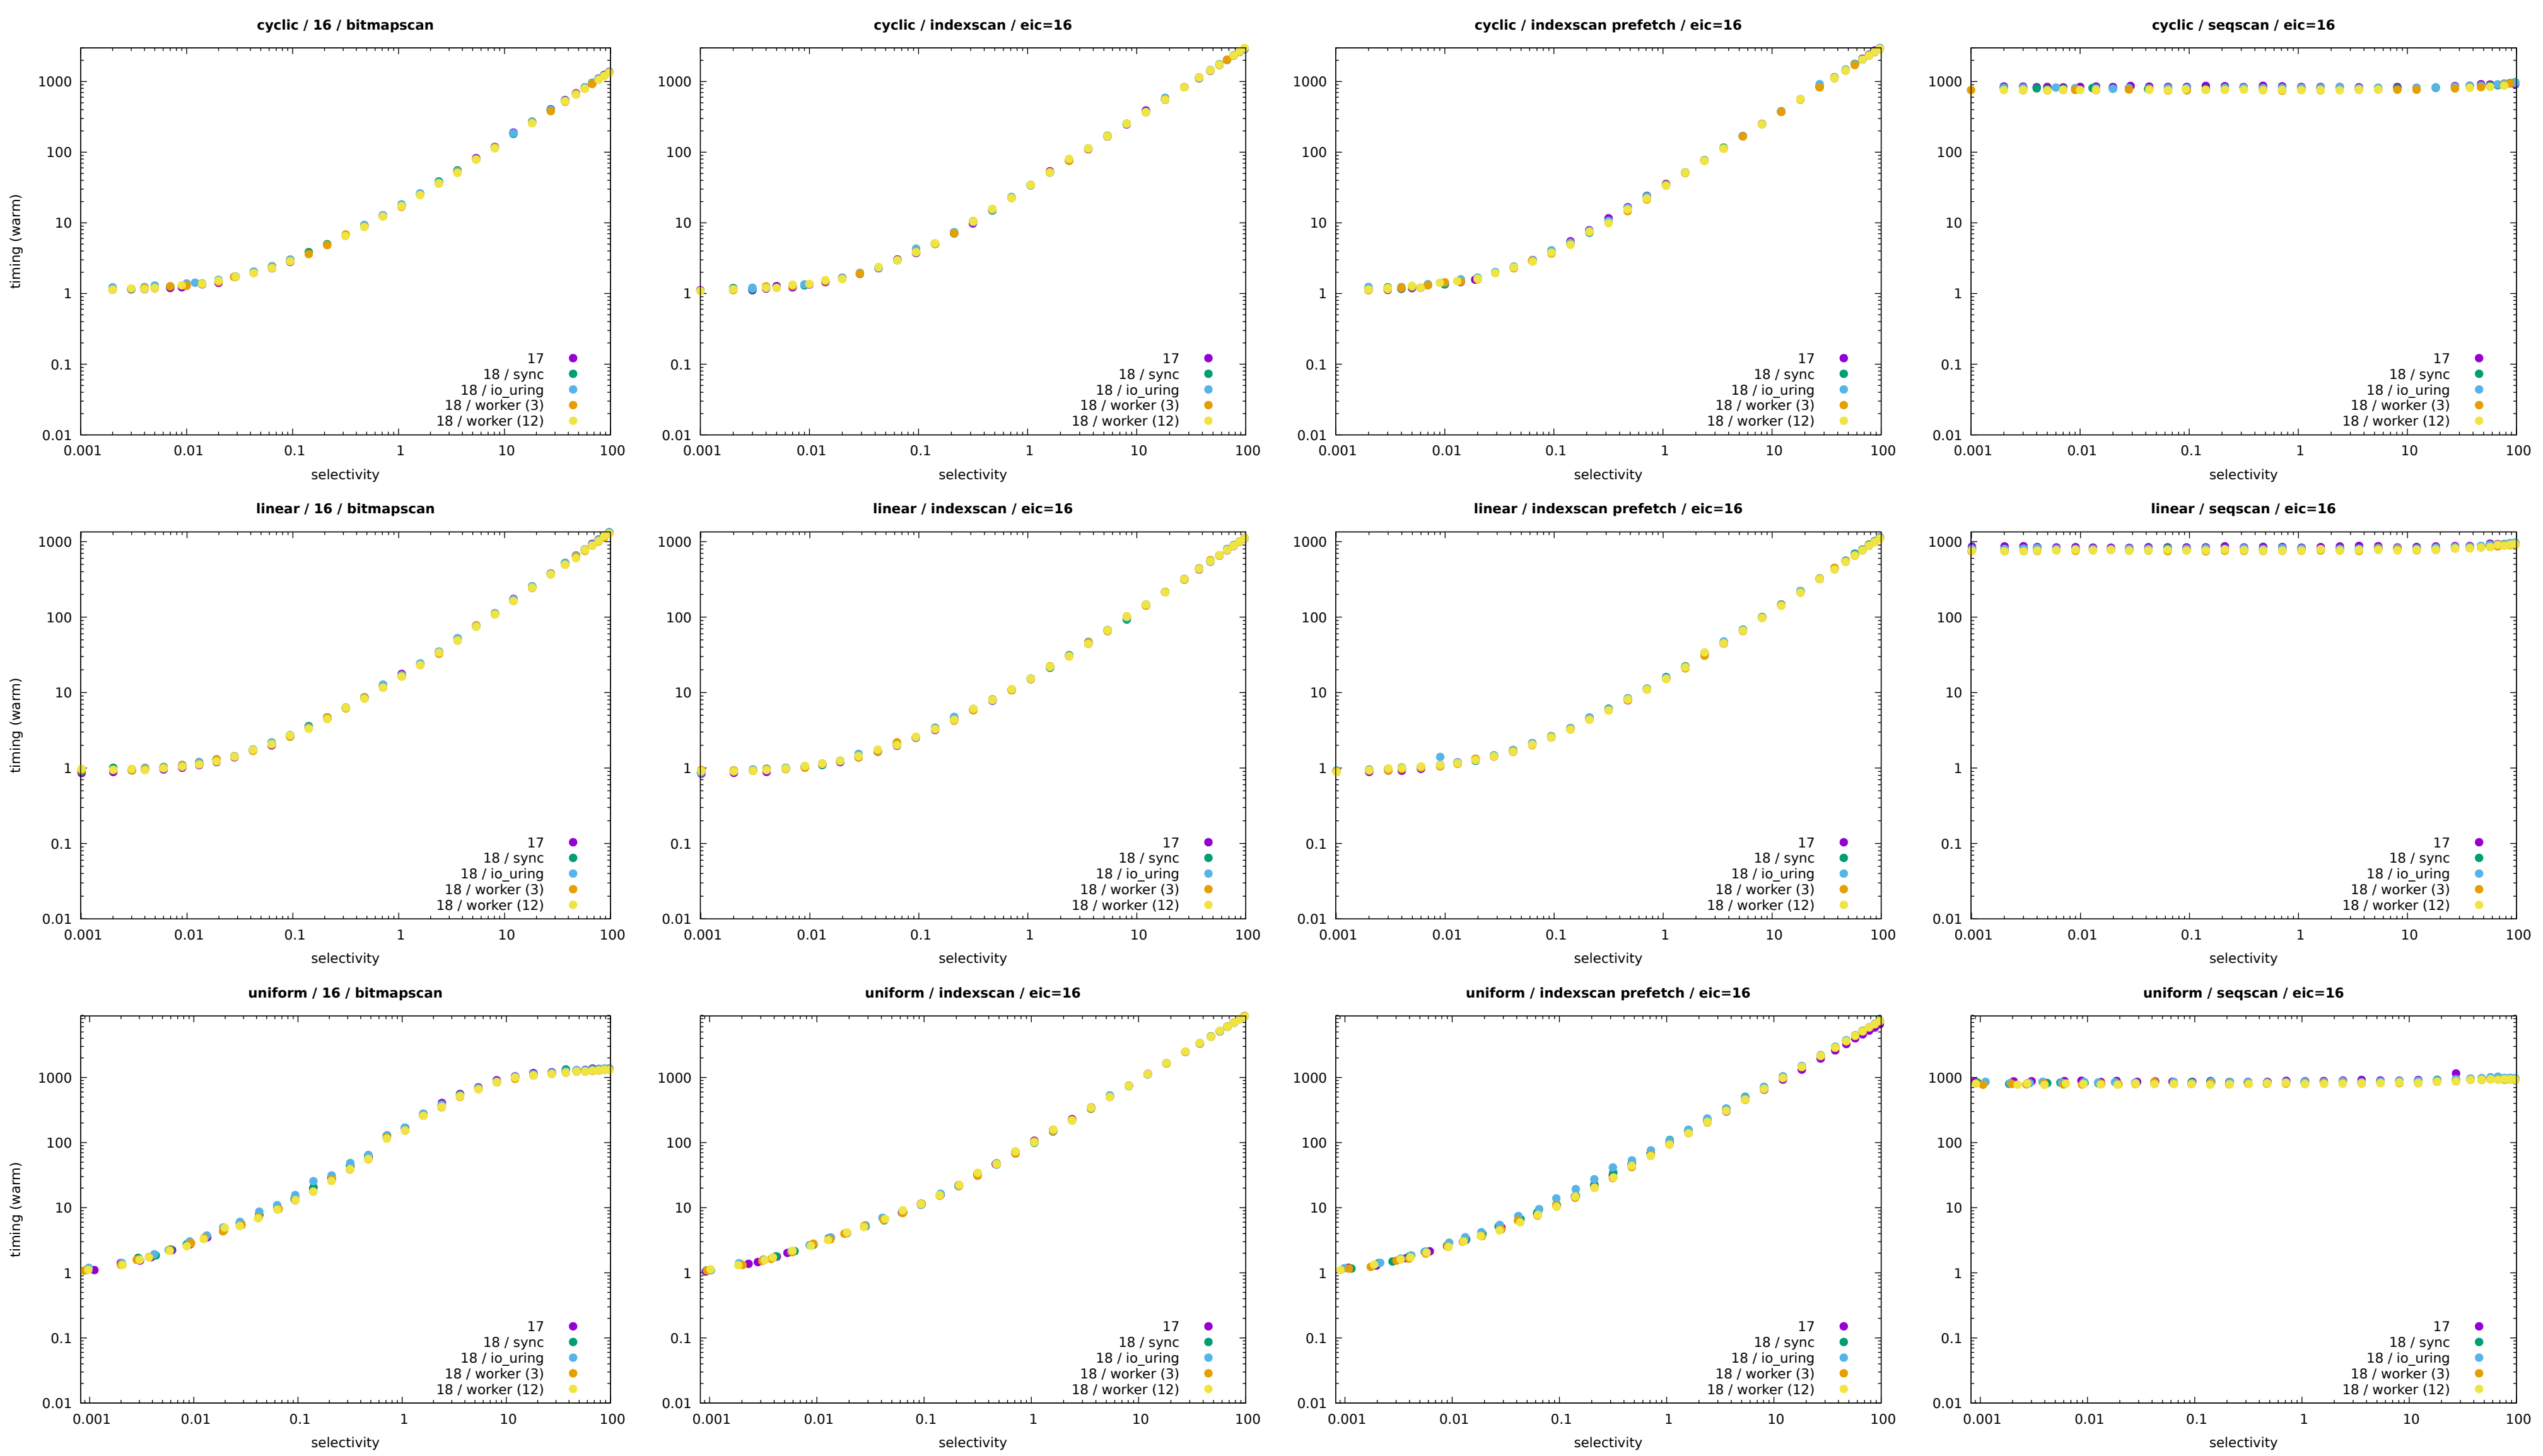 cyclic / 16 / bitmapscan
timing (warm)
1000
100
10
1
0.1
0.01
0.001 0.01 0.1 1 10 100
selectivity
17
18 / sync
18 / io_uring
18 / worker (3)
18 / worker (12)
cyclic / indexscan / eic=16
1000
100
10
1
0.1
0.01
0.001 0.01 0.1 1 10 100
selectivity
17
18 / sync
18 / io_uring
18 / worker (3)
18 / worker (12)
cyclic / indexscan prefetch / eic=16
1000
100
10
1
0.1
0.01
0.001 0.01 0.1 1 10 100
selectivity
17
18 / sync
18 / io_uring
18 / worker (3)
18 / worker (12)
cyclic / seqscan / eic=16
1000
100
10
1
0.1
0.01
0.001 0.01 0.1 1 10 100
selectivity
17
18 / sync
18 / io_uring
18 / worker (3)
18 / worker (12)
linear / 16 / bitmapscan
timing (warm)
1000
100
10
1
0.1
0.01
0.001 0.01 0.1 1 10 100
selectivity
17
18 / sync
18 / io_uring
18 / worker (3)
18 / worker (12)
linear / indexscan / eic=16
1000
100
10
1
0.1
0.01
0.001 0.01 0.1 1 10 100
selectivity
17
18 / sync
18 / io_uring
18 / worker (3)
18 / worker (12)
linear / indexscan prefetch / eic=16
1000
100
10
1
0.1
0.01
0.001 0.01 0.1 1 10 100
selectivity
17
18 / sync
18 / io_uring
18 / worker (3)
18 / worker (12)
linear / seqscan / eic=16
1000
100
10
1
0.1
0.01
0.001 0.01 0.1 1 10 100
selectivity
17
18 / sync
18 / io_uring
18 / worker (3)
18 / worker (12)
uniform / 16 / bitmapscan
timing (warm)
1000
100
10
1
0.1
0.01
0.001 0.01 0.1 1 10 100
selectivity
17
18 / sync
18 / io_uring
18 / worker (3)
18 / worker (12)
uniform / indexscan / eic=16
1000
100
10
1
0.1
0.01
0.001 0.01 0.1 1 10 100
selectivity
17
18 / sync
18 / io_uring
18 / worker (3)
18 / worker (12)
uniform / indexscan prefetch / eic=16
1000
100
10
1
0.1
0.01
0.001 0.01 0.1 1 10 100
selectivity
17
18 / sync
18 / io_uring
18 / worker (3)
18 / worker (12)
uniform / seqscan / eic=16
1000
100
10
1
0.1
0.01
0.001 0.01 0.1 1 10 100
selectivity
17
18 / sync
18 / io_uring
18 / worker (3)
18 / worker (12)